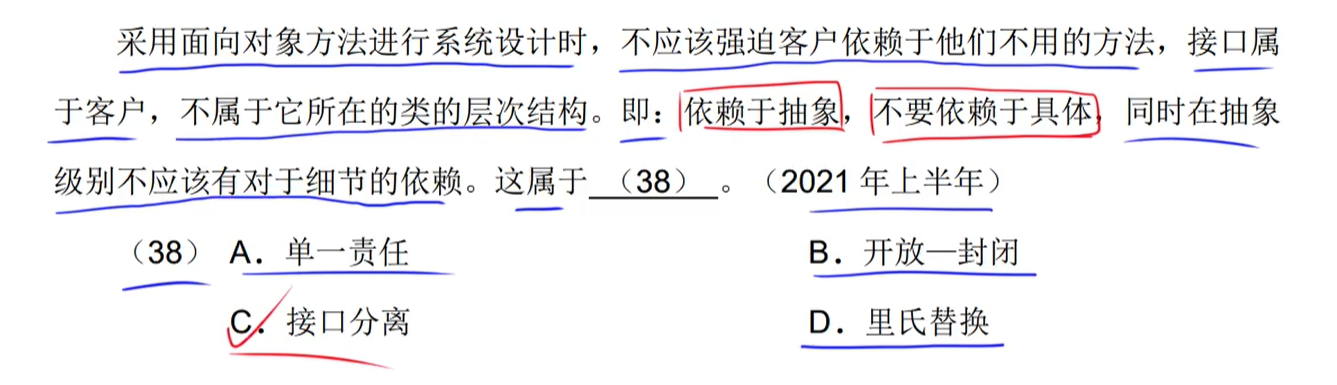 采用面向对象方法进行系统设计时，不应该强迫客户依赖于他们不用的方法，接口属
于客户，不属于它所在的类的层次结构。即：依赖于抽象，不要依赖于具体，同时在抽象
级别不应该有对于细节的依赖。这属于 （38） 。（2021 年上半年）
（38） A．单一责任 B．开放—封闭
C．接口分离 D．里氏替换